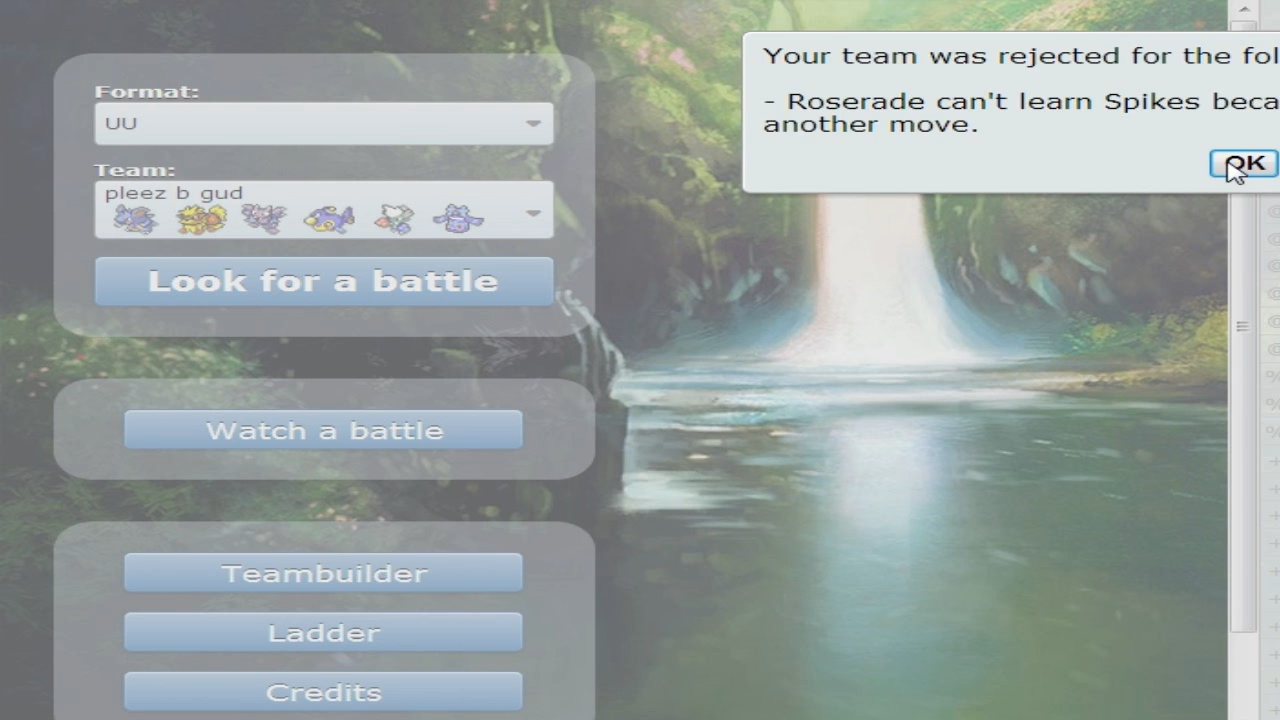 Format:
UU
Team:
pleez b gud
Look for a battle
Watch a battle
Teambuilder
Ladder
Credits
Your team was rejected for the fol
- Roserade can't learn Spikes beca
another move.
OK